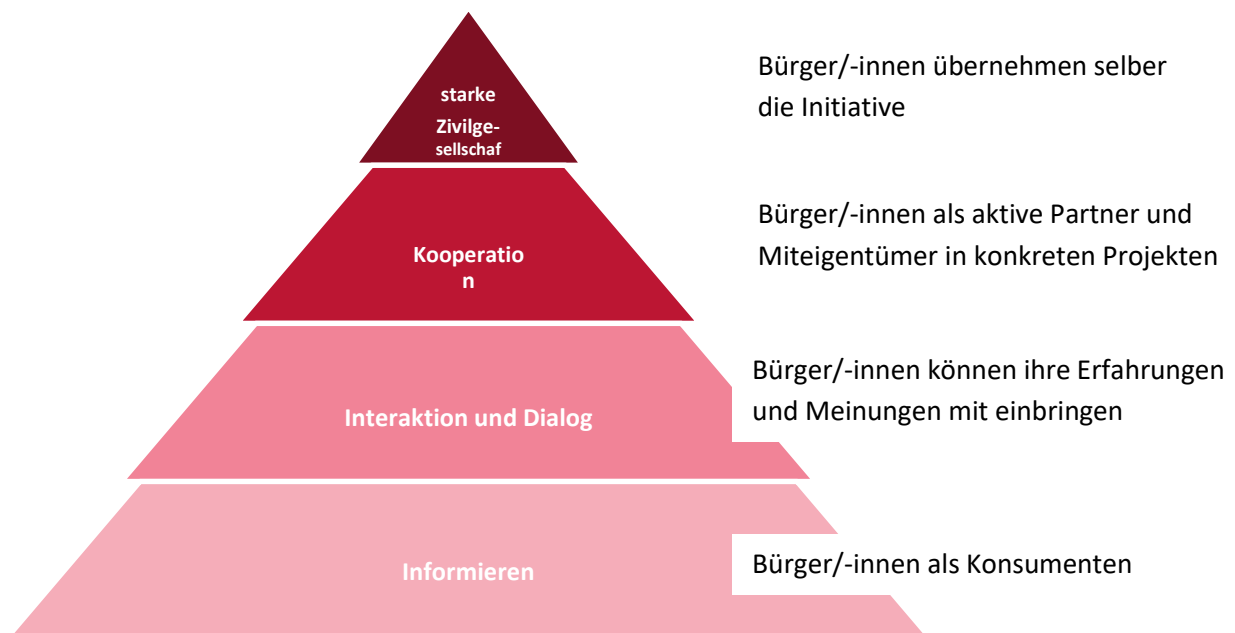 starke
Zivilge-
sellschaf
Bürger/-innen übernehmen selber
die Initiative
Kooperatio
n
Bürger/-innen als aktive Partner und
Miteigentümer in konkreten Projekten
Interaktion und Dialog
Bürger/-innen können ihre Erfahrungen
und Meinungen mit einbringen
Informieren
Bürger/-innen als Konsumenten